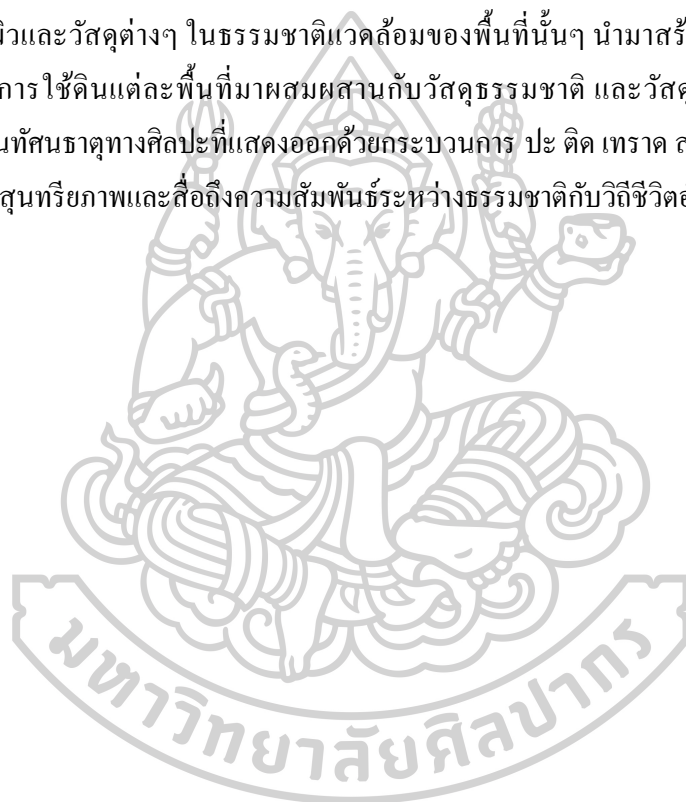 ผิวและวัสดุต่างๆ ในธรรมชาติแวดล้อมของพื้นที่นั้นๆ นำมาสร้
การใช้ดินแต่ละพื้นที่มาผสมผสานกับวัสดุธรรมชาติ และวัสดุ
นทัศนธาตุทางศิลปะที่แสดงออกด้วยกระบวนการ ปะ ติด เทราด ส
สุนทรียภาพและสื่อถึงความสัมพันธ์ระหว่างธรรมชาติกับวิถีชีวิตอ
มหาวิทยาลัยศิลปากร